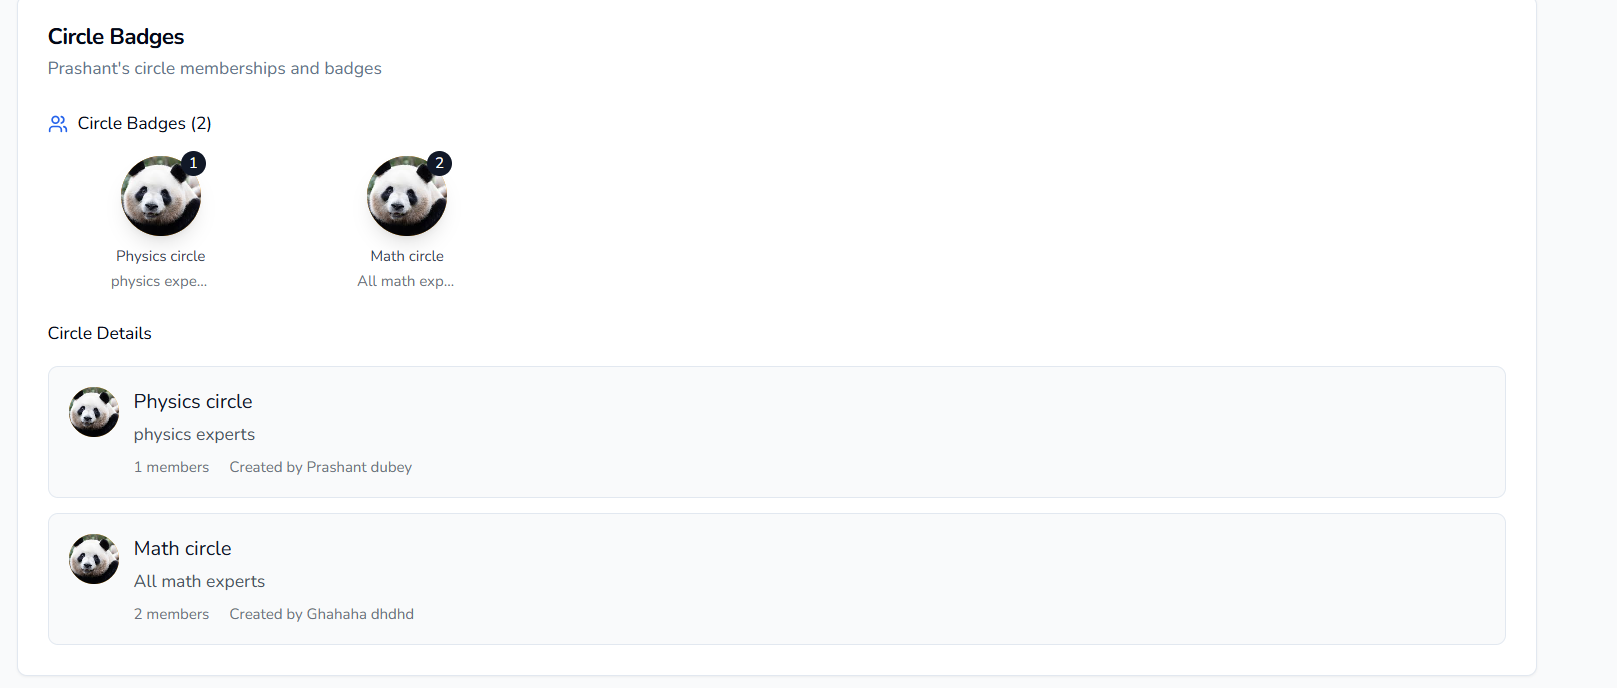 Circle Badges
Prashant's circle memberships and badges
Circle Badges (2)
1
2
Physics circle
Math circle
physics expe...
All math exp...
Circle Details
Physics circle
physics experts
1 members Created by Prashant dubey
Math circle
All math experts
2 members Created by Ghahaha dhdhd